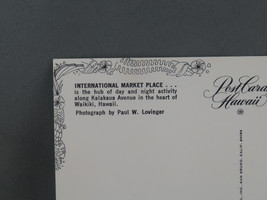 INTERNATIONAL MARKET PLACE . . .
is the hub of day and night activity
along Kalakaua Avenue in the heart of
Waikiki, Hawaii.
Photograph by Paul W. Lovinger
Post Card
Hawaii